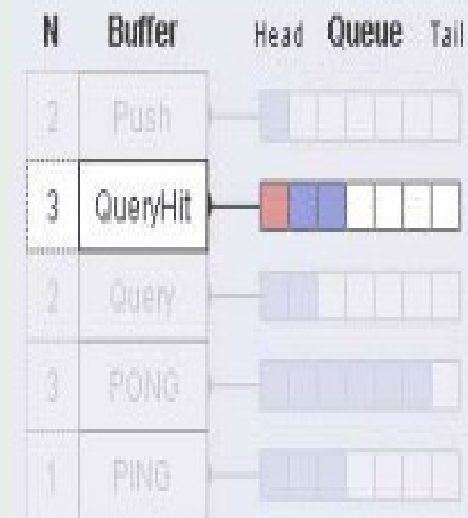 N Buffer Head Queue Tail
2 Push
3 QueryHit
2 Query
3 PONG
1 PING